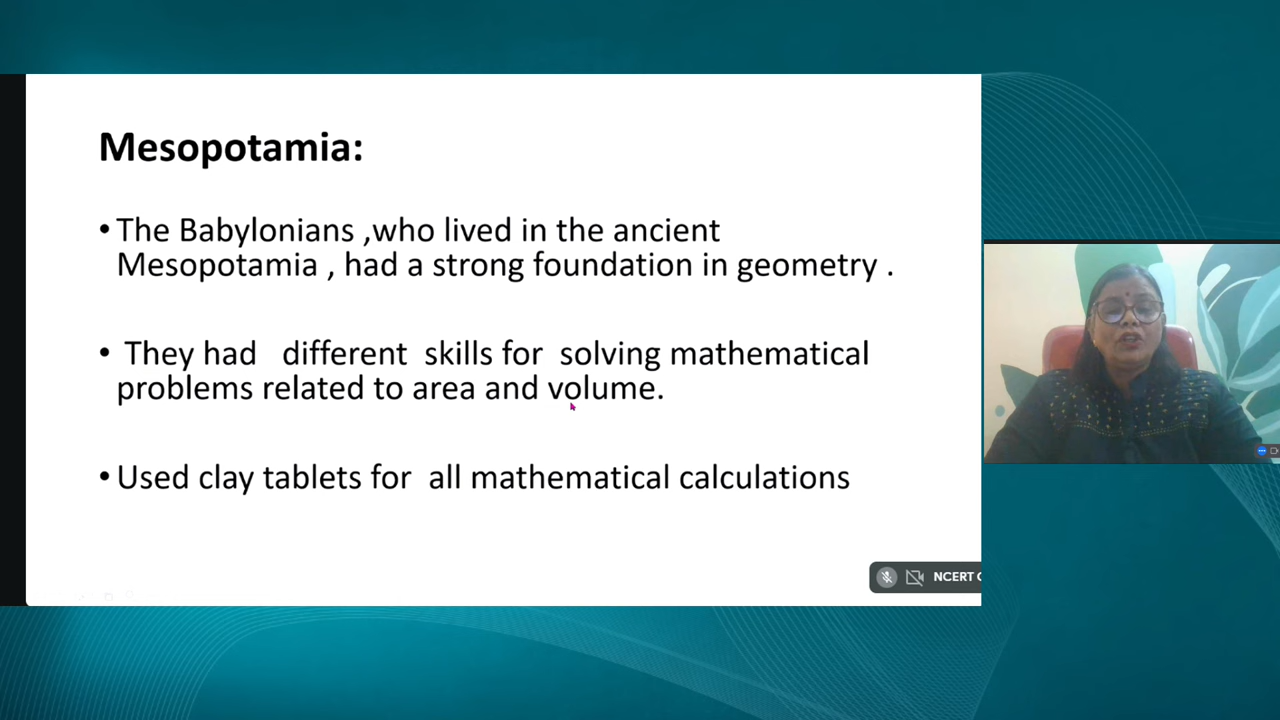 Mesopotamia:
•The Babylonians ,who lived in the ancient
Mesopotamia , had a strong foundation in geometry .
• They had different skills for solving mathematical
problems related to area and volume.
•Used clay tablets for all mathematical calculations
NCERT